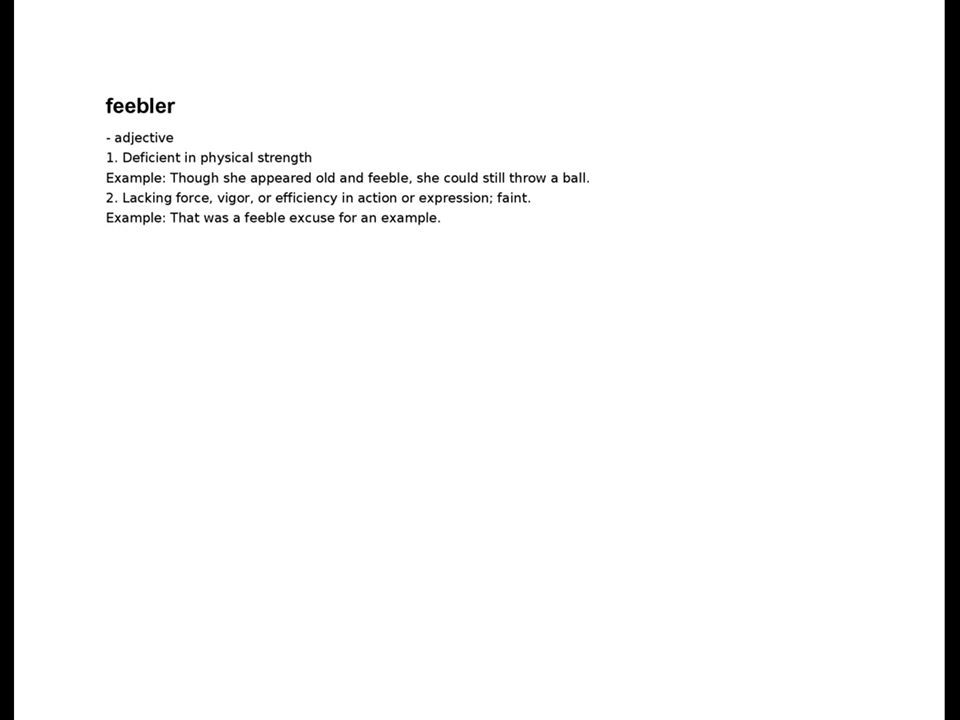 feebler
- adjective
1. Deficient in physical strength
Example: Though she appeared old and feeble, she could still throw a ball.
2. Lacking force, vigor, or efficiency in action or expression; faint.
Example: That was a feeble excuse for an example.